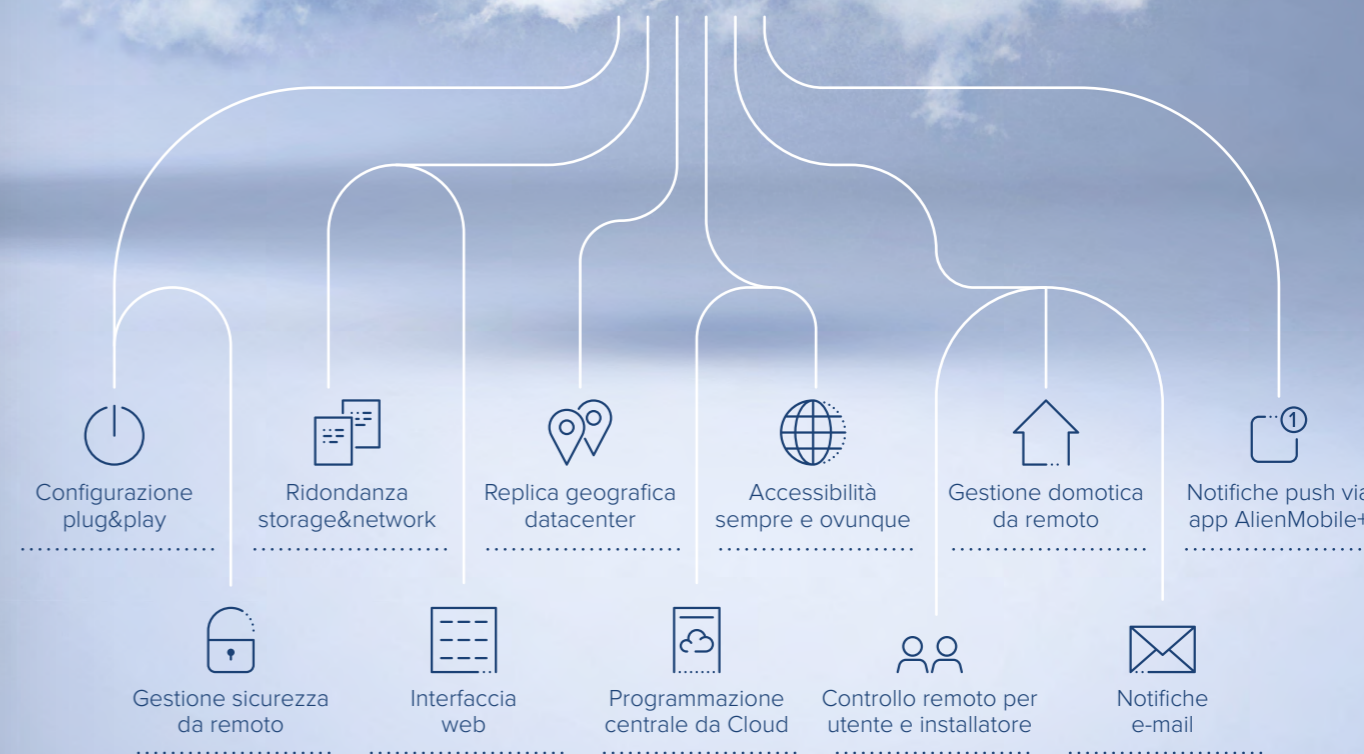 Configurazione
plug&play
Ridondanza
storage&network
Replica geografica
datacenter
Accessibilità
sempre e ovunque
Gestione domotica
da remoto
1
Notifiche push via
app AlienMobile+
Gestione sicurezza
da remoto
Interfaccia
web
Programmazione
centrale da Cloud
Controllo remoto per
utente e installatore
Notifiche
e-mail